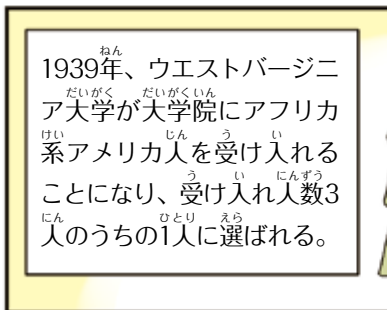 1939年、ウエストバージニ
ア大学が大学院にアフリカ
系アメリカ人を受け入れる
ことになり、受け入れ人数3
人のうちの1人に選ばれる。